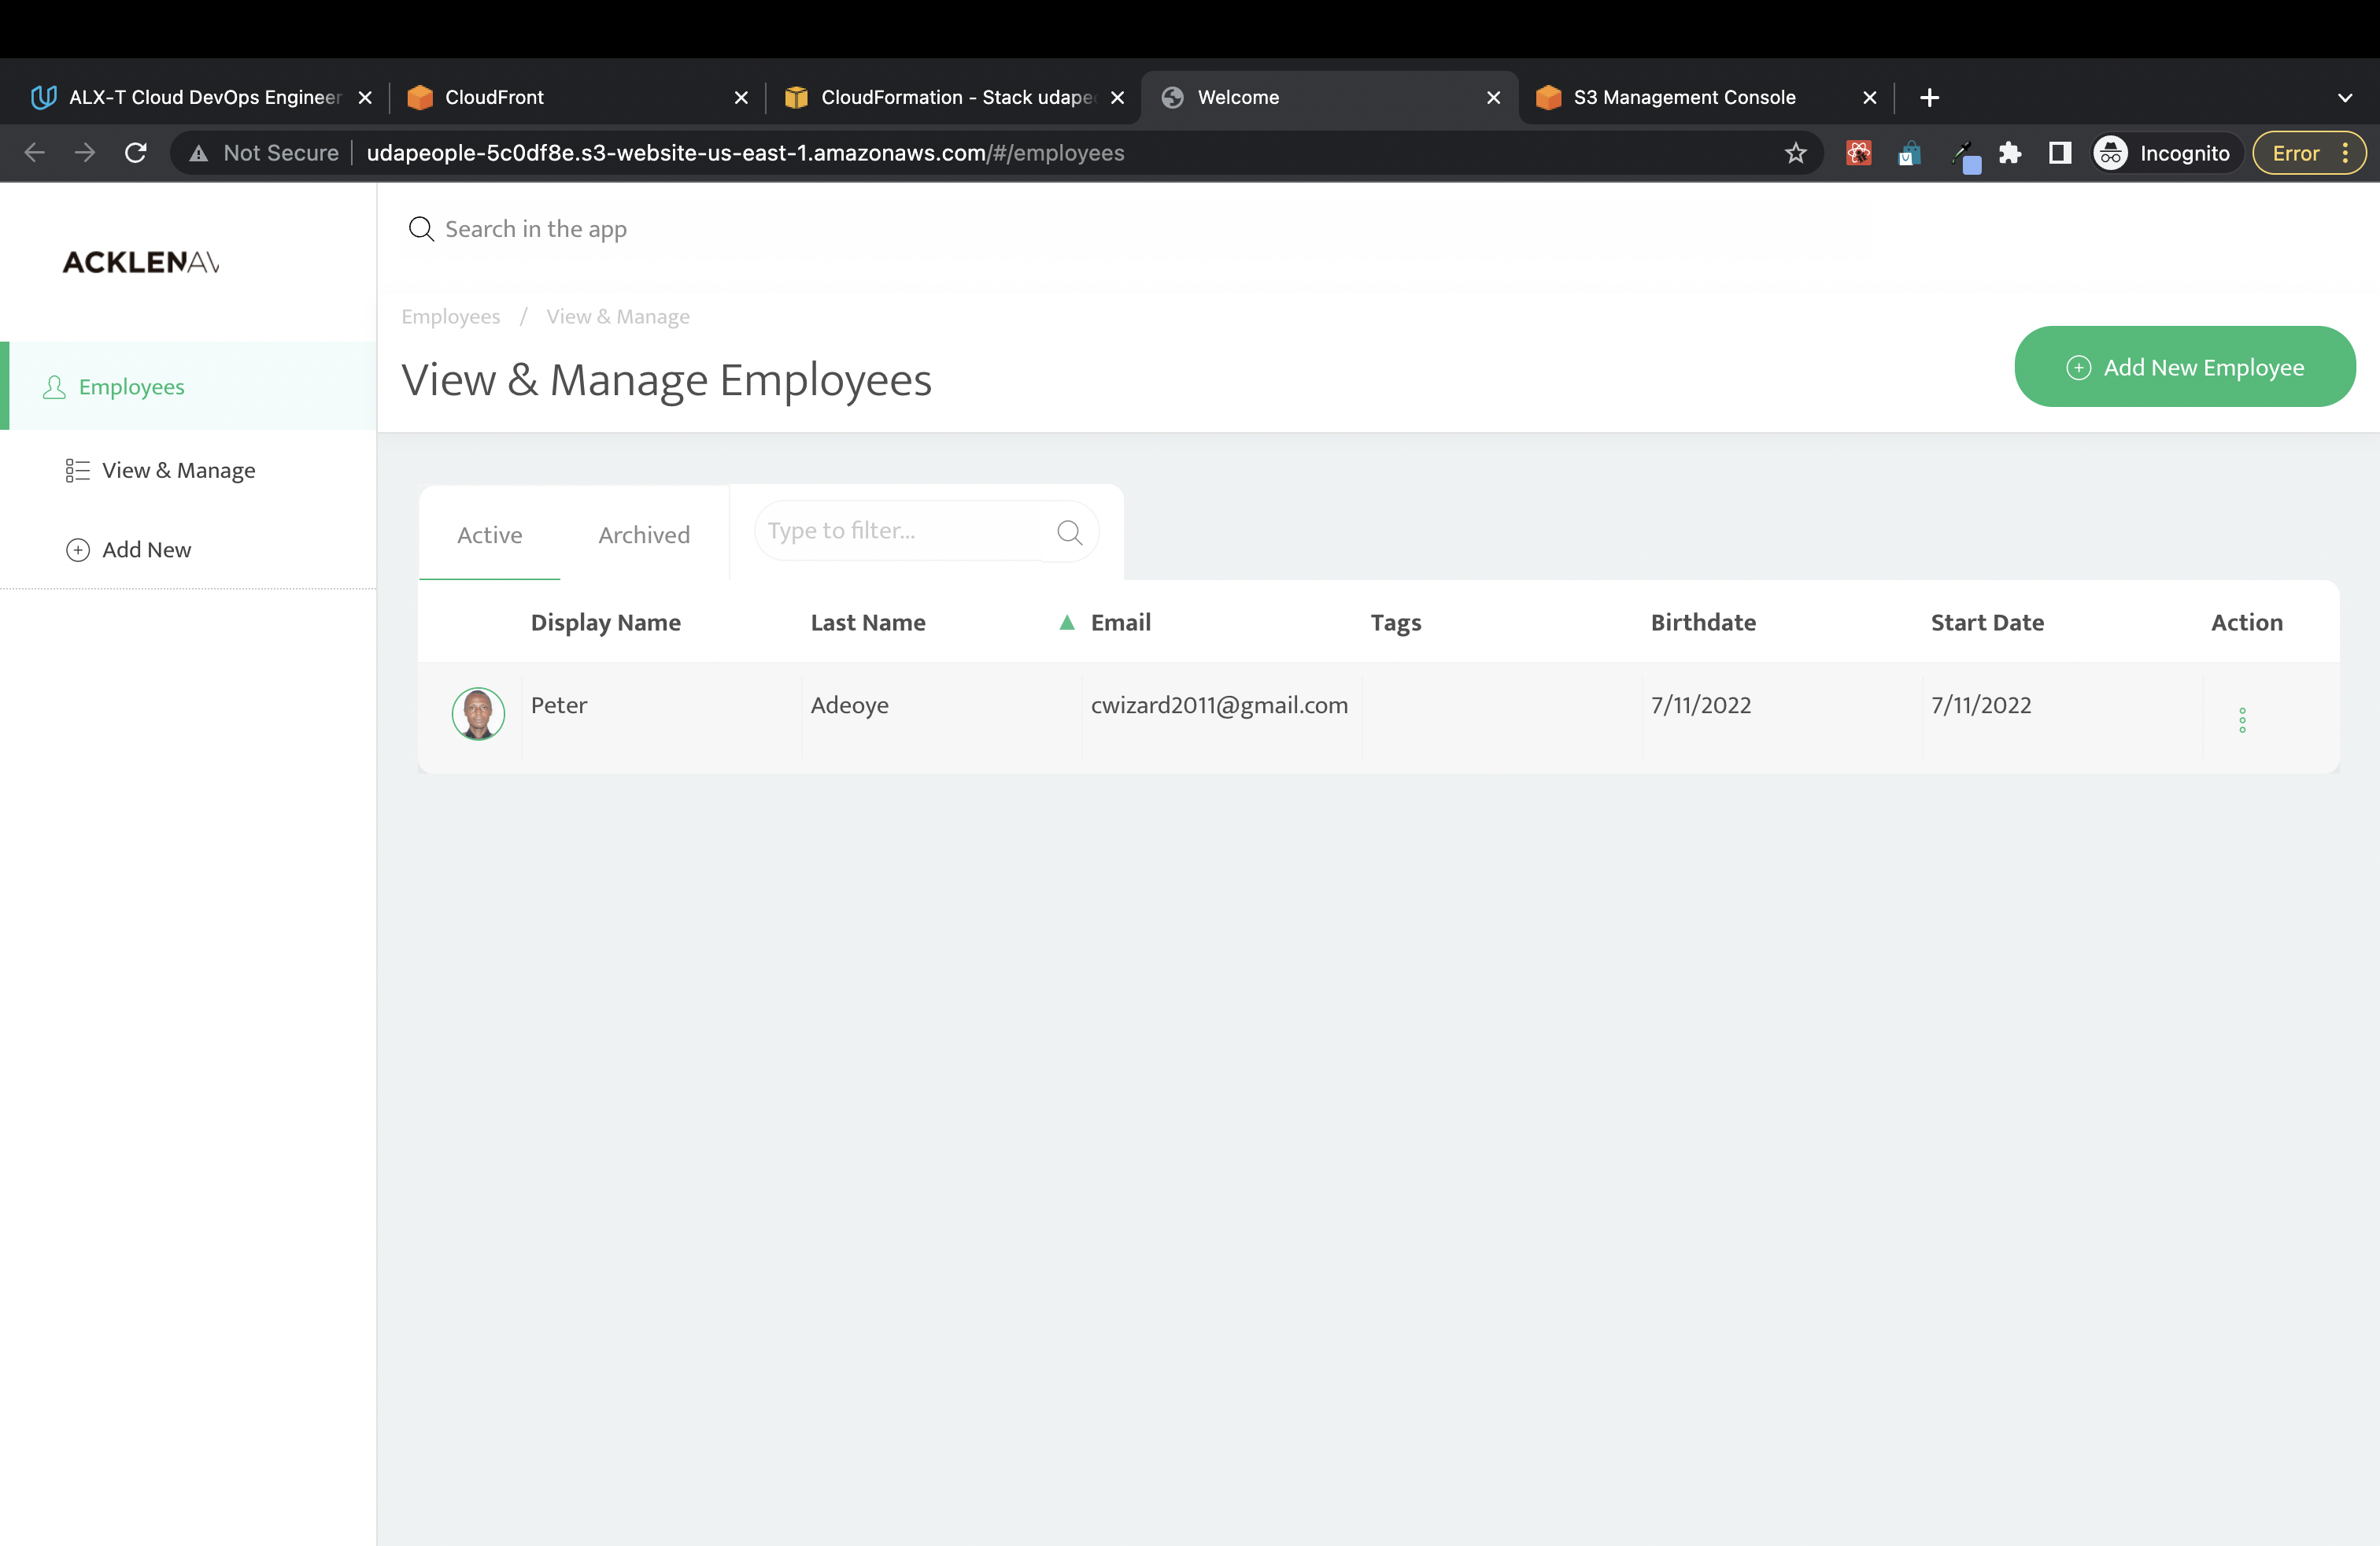 ALX-T Cloud DevOps Engineer
CloudFront
CloudFormation - Stack udape
Welcome
S3 Management Console
Not Secure
udapeople-5c0df8e.s3-website-us-east-1.amazonaws.com/#/employees
Incognito
Error
ACKLENAV
Search in the app
Employees / View & Manage
View & Manage Employees
Add New Employee
Employees
View & Manage
Add New
Active
Archived
Type to filter...
Display Name
Last Name
Email
Tags
Birthdate
Start Date
Action
Peter
Adeoye
cwizard2011@gmail.com
7/11/2022
7/11/2022